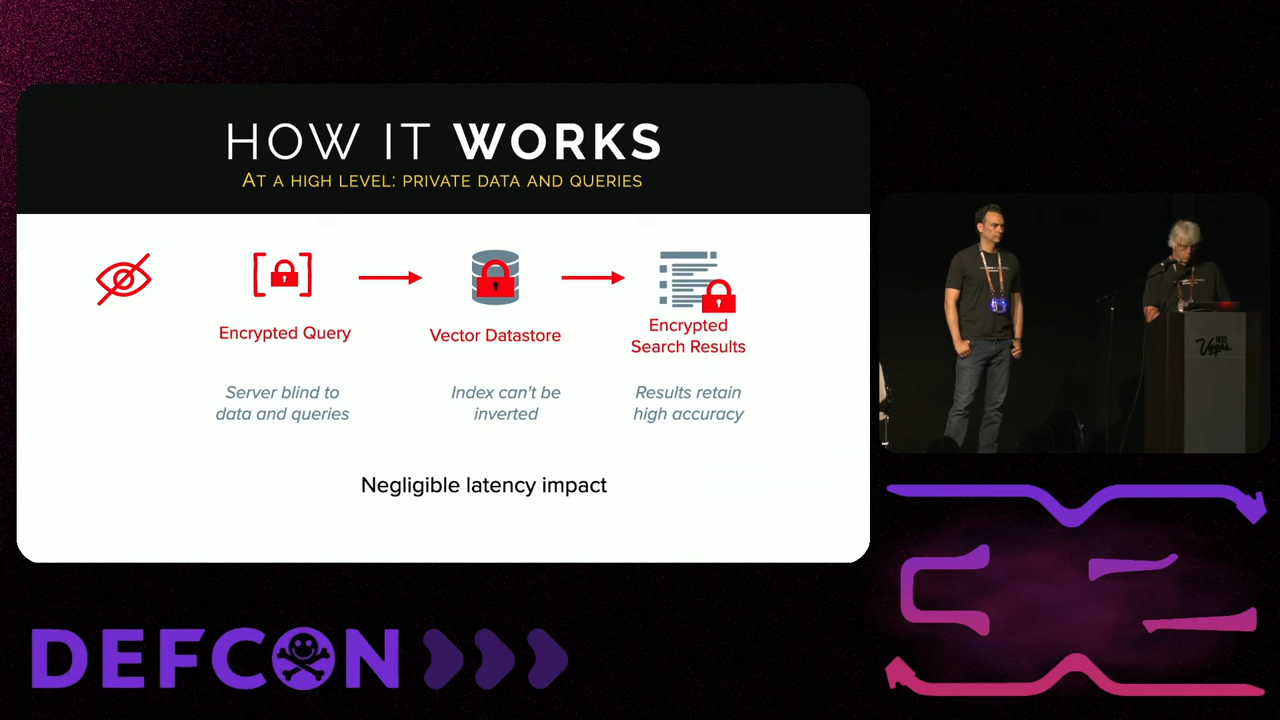 HOW IT WORKS
AT A HIGH LEVEL: PRIVATE DATA AND QUERIES
Encrypted Query
Vector Datastore
Encrypted
Search Results
Server blind to
data and queries
Index can't be
inverted
Results retain
high accuracy
Negligible latency impact
DEFCON